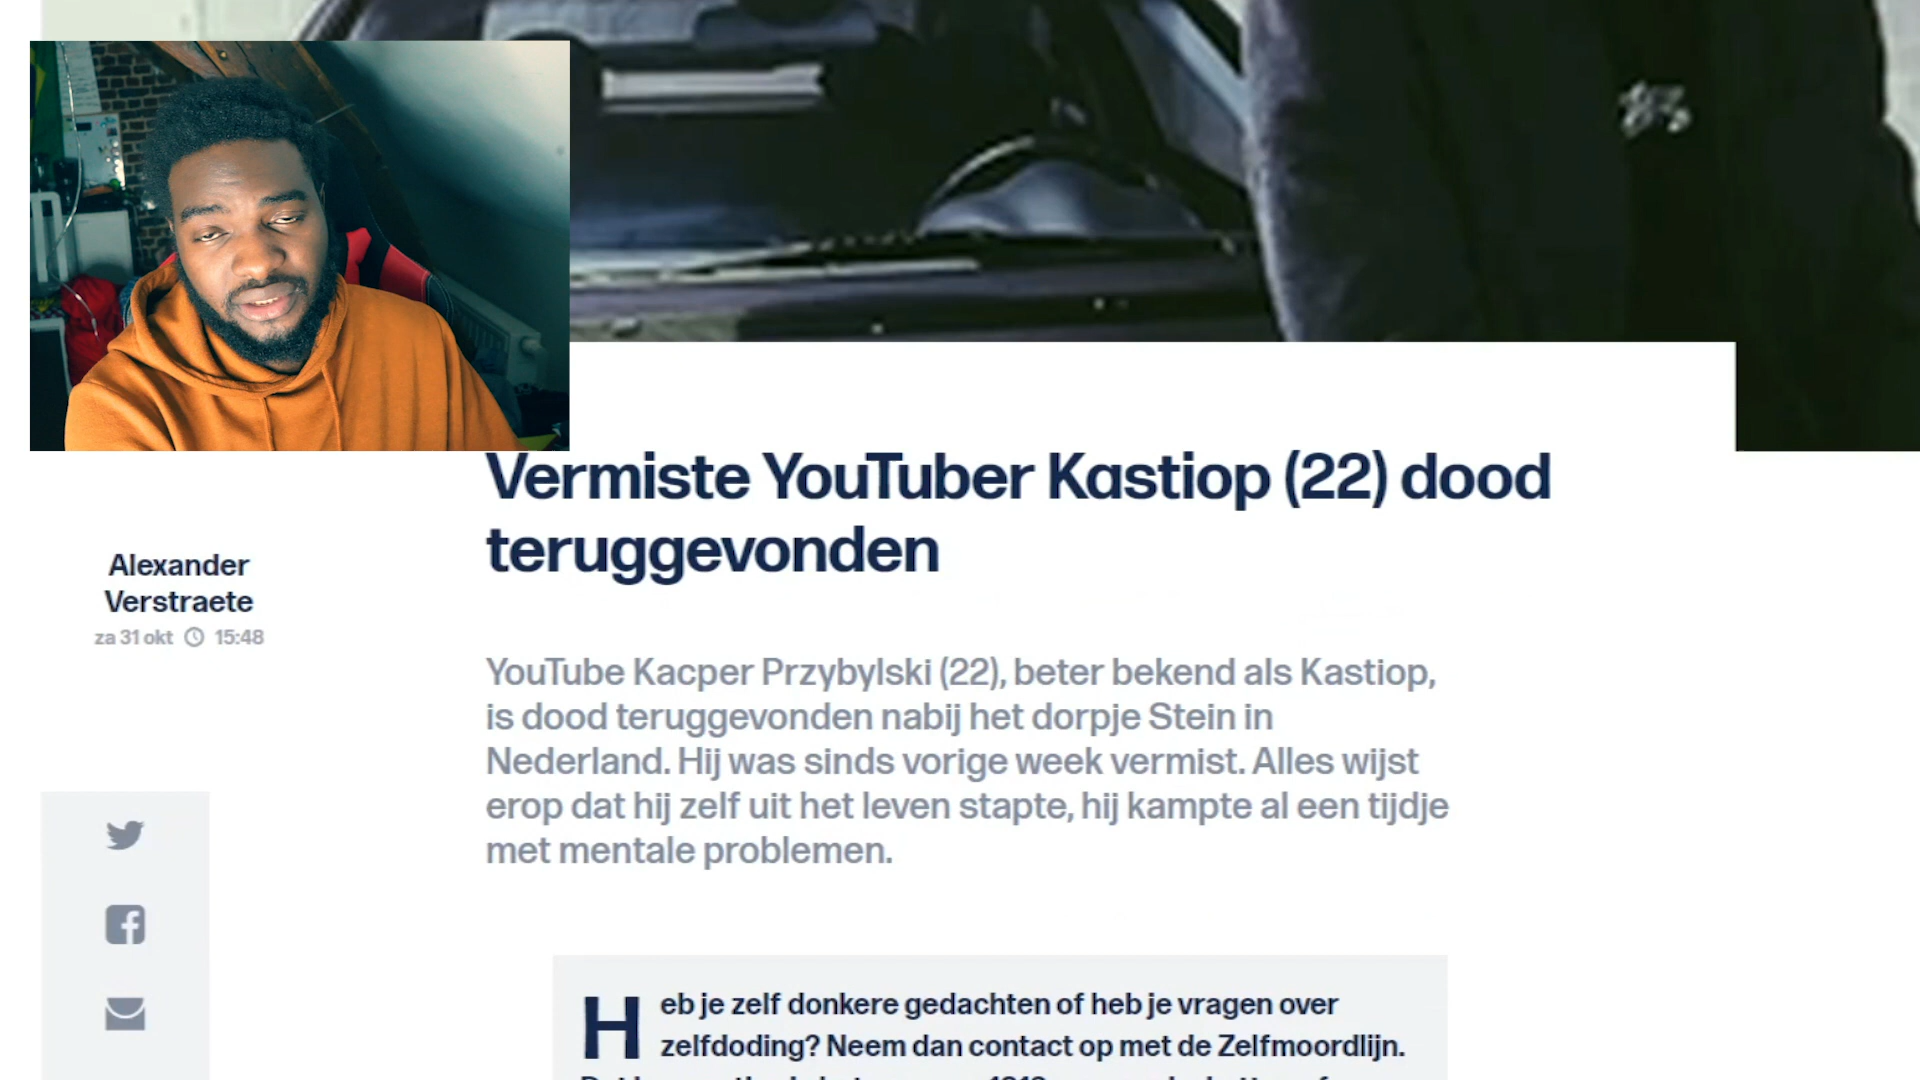 Vermiste YouTuber Kastiop (22) dood
teruggevonden
Alexander
Verstraete
za 31 okt 15:48
YouTube Kacper Przybylski (22), beter bekend als Kastiop,
is dood teruggevonden nabij het dorpje Stein in
Nederland. Hij was sinds vorige week vermist. Alles wijst
erop dat hij zelf uit het leven stapte, hij kampte al een tijdje
met mentale problemen.
Heb je zelf donkere gedachten of heb je vragen over
zelfdoding? Neem dan contact op met de Zelfmoordlijn.